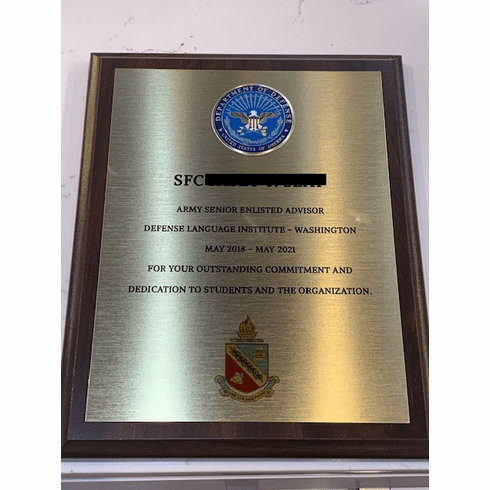 DEPARTMENT OF DEFENSE
UNITED STATES OF AMERICA
SFC
ARMY SENIOR ENLISTED ADVISOR
DEFENSE LANGUAGE INSTITUTE - WASHINGTON
MAY 2018 - MAY 2021
FOR YOUR OUTSTANDING COMMITMENT AND
DEDICATION TO STUDENTS AND THE ORGANIZATION.